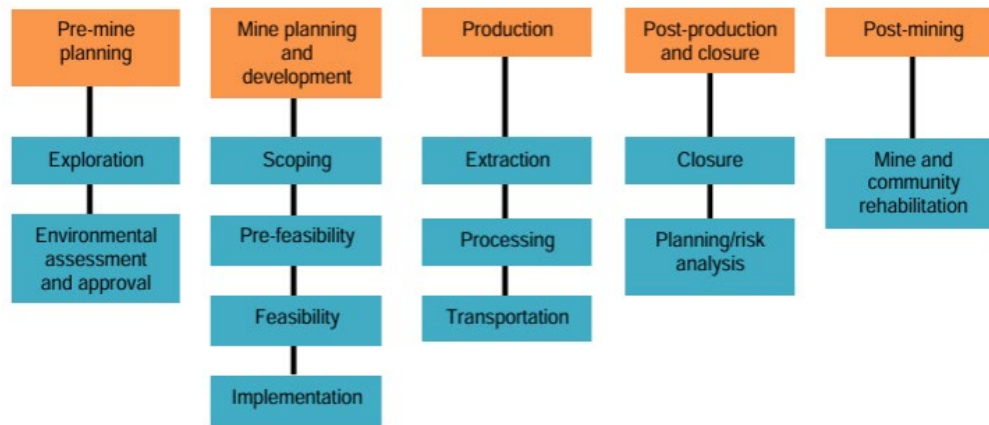 Pre-mine
planning
Exploration
Environmental
assessment
and approval
Mine planning
and
development
Scoping
Pre-feasibility
Feasibility
Implementation
Production
Extraction
Processing
Transportation
Post-production
and closure
Closure
Planning/risk
analysis
Post-mining
Mine and
community
rehabilitation